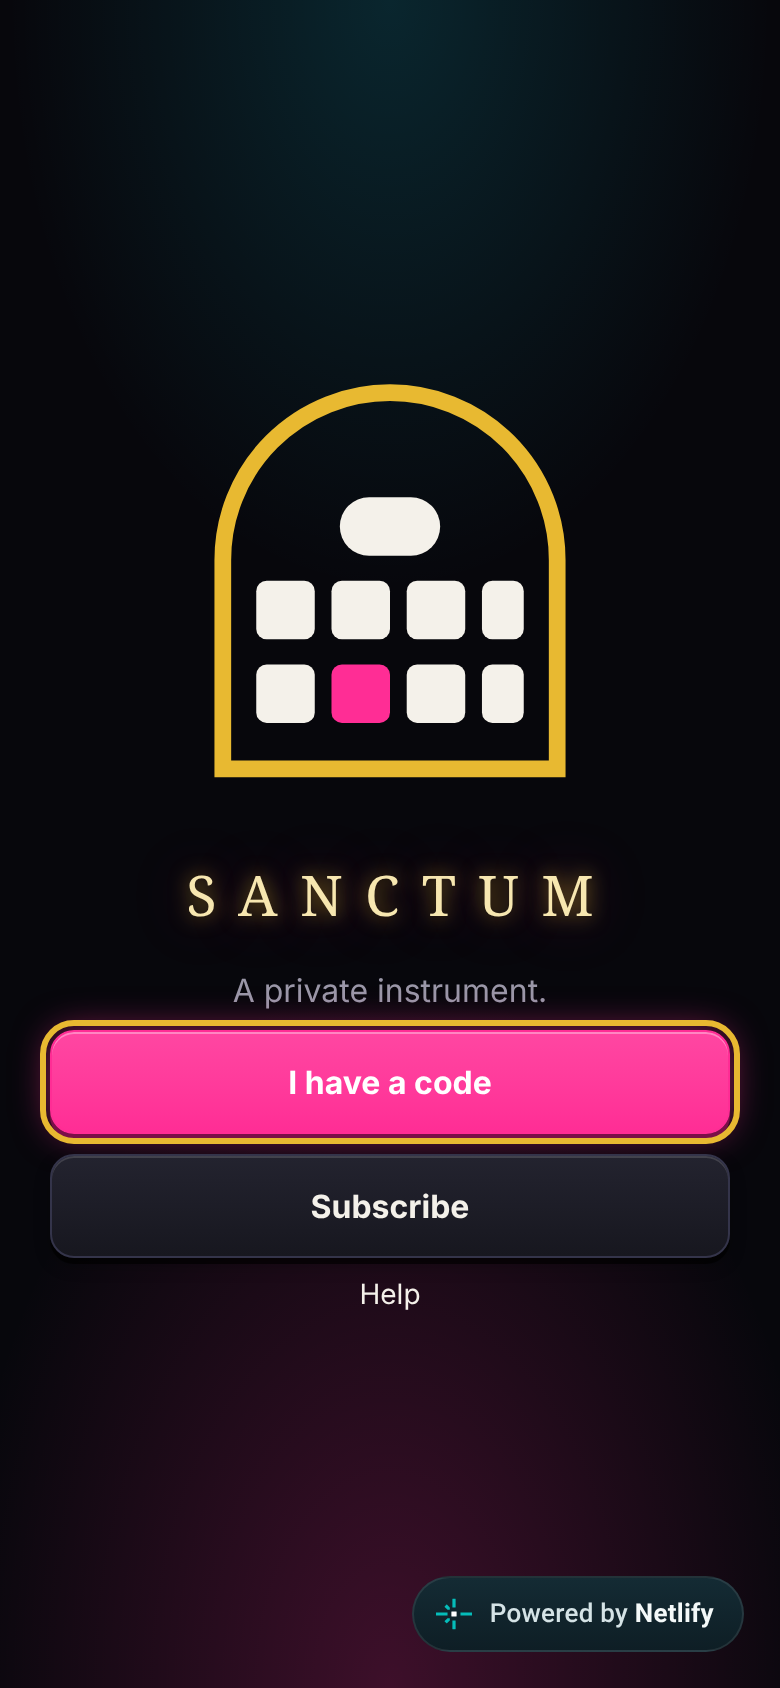 SANCTUM
A private instrument.
I have a code
Subscribe
Help
Powered by Netlify